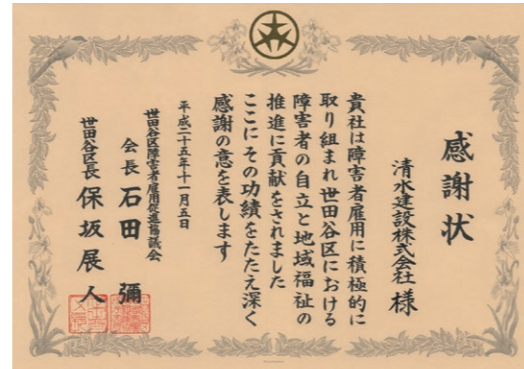 感謝状
清水建設株式会社 様
貴社は障害者雇用に積極的に
取り組まれ世田谷区における
障害者の自立と地域福祉の
推進に貢献をされました
ここにその功績をたたえ深く
感謝の意を表します
平成二十五年十一月五日
世田谷区障害者雇用促進協議会
会長 石田 彌
世田谷区長 保坂 展人